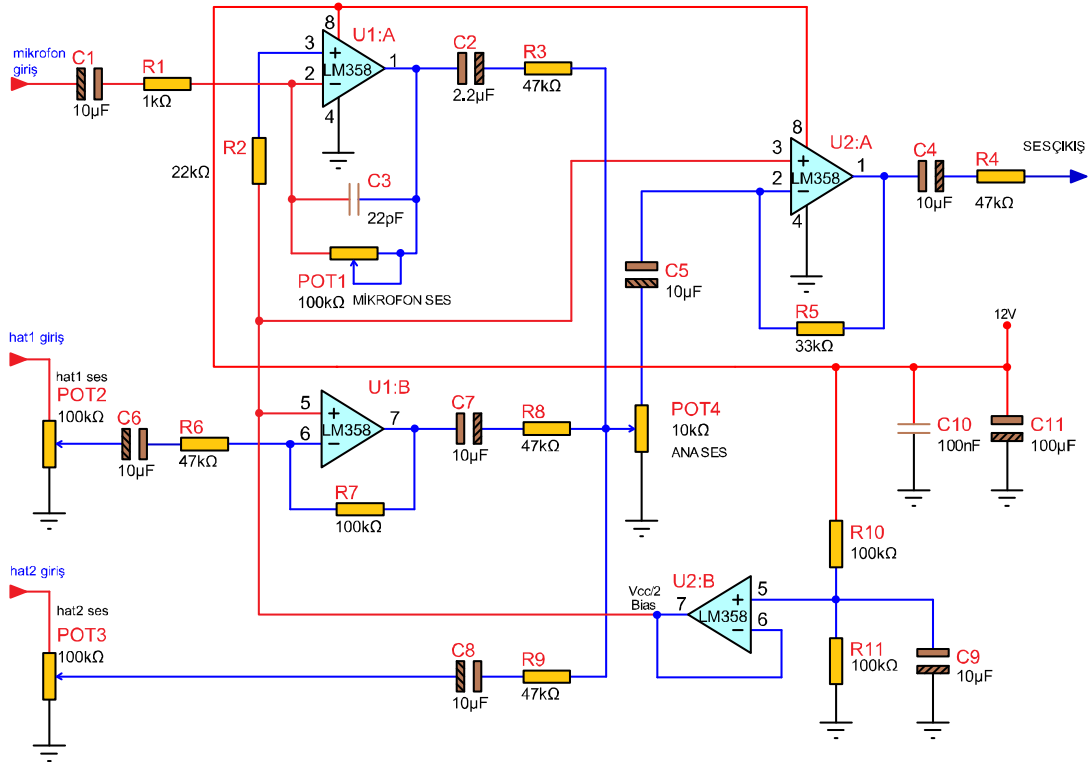 mikrofon
giriş
C1
10µF
R1
1kΩ
R2
22kΩ
U1:A
8
3
2
1
4
LM358
C2
2.2µF
R3
47kΩ
C3
22pF
POT1
100kΩ
MİKROFON SES
U2:A
8
3
2
1
4
LM358
C4
10µF
R4
47kΩ
SESÇIKIŞ
C5
10µF
R5
33kΩ
12V
hat1 giriş
hat1 ses
POT2
100kΩ
C6
10µF
R6
47kΩ
U1:B
5
6
7
LM358
R7
100kΩ
C7
10µF
R8
47kΩ
POT4
10kΩ
ANA SES
C10
100nF
C11
100µF
hat2 giriş
hat2 ses
POT3
100kΩ
C8
10µF
R9
47kΩ
Vcc/2
Bias
U2:B
7
5
6
LM358
R10
100kΩ
R11
100kΩ
C9
10µF